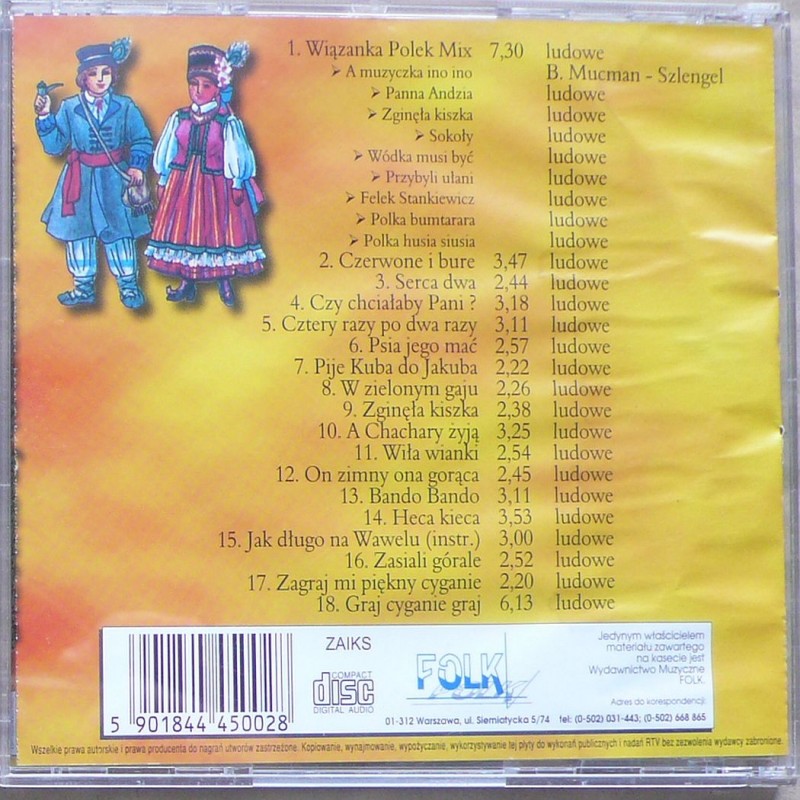 1. Wiązanka Polek Mix 7,30 ludowe
➤ A muzyczka ino ino B. Mucman - Szlengel
➤ Panna Andzia ludowe
➤ Zginęła kiszka ludowe
➤ Sokoły ludowe
➤ Wódka musi być ludowe
➤ Przybyli ułani ludowe
➤ Felek Stankiewicz ludowe
➤ Polka bumtarara ludowe
➤ Polka husia siusia ludowe
2. Czerwone i bure 3,47 ludowe
3. Serca dwa 2,44 ludowe
4. Czy chciałaby Pani ? 3,18 ludowe
5. Cztery razy po dwa razy 3,11 ludowe
6. Psia jego mać 2,57 ludowe
7. Pije Kuba do Jakuba 2,22 ludowe
8. W zielonym gaju 2,26 ludowe
9. Zginęła kiszka 2,38 ludowe
10. A Chachary żyją 3,25 ludowe
11. Wiła wianki 2,54 ludowe
12. On zimny ona gorąca 2,45 ludowe
13. Bando Bando 3,11 ludowe
14. Heca kieca 3,53 ludowe
15. Jak długo na Wawelu (instr.) 3,00 ludowe
16. Zasiali górale 2,52 ludowe
17. Zagraj mi piękny cyganie 2,20 ludowe
18. Graj cyganie graj 6,13 ludowe
5 901844 450028
ZAIKS
COMPACT
disc
DIGITAL AUDIO
FOLK
01-312 Warszawa, ul. Siemiatycka 5/74 tel: (0-502) 031-443; (0-502) 668 865
Jedynym właścicielem
materiału zawartego
na kasecie jest
Wydawnictwo Muzyczne
FOLK.
Adres do korespondencji:
Wszelkie prawa autorskie i prawa producenta do nagrań utworów zastrzeżone. Kopiowanie, wynajmowanie, wypożyczanie, wykorzystywanie tej płyty do wykonań publicznych i nadań RTV bez zezwolenia wydawcy zabronione.